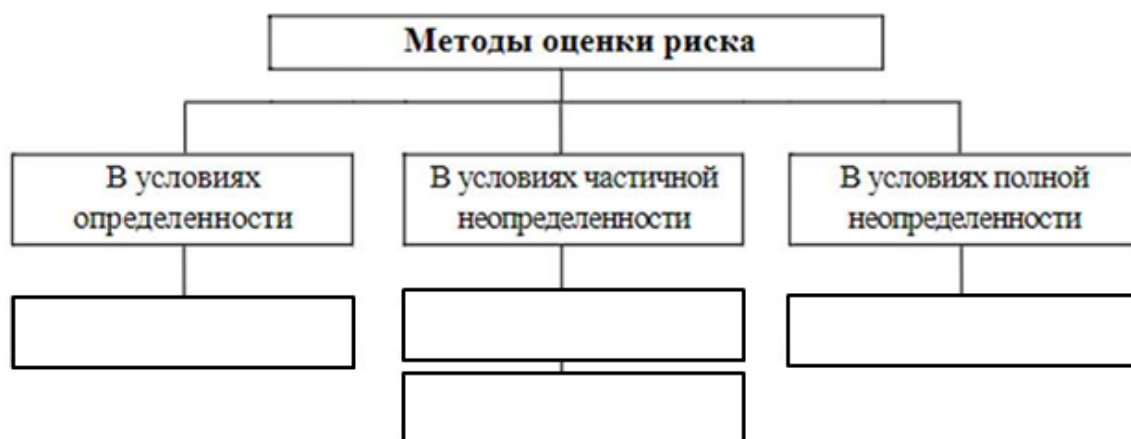 Методы оценки риска
В условиях
определенности
В условиях частичной
неопределенности
В условиях полной
неопределенности